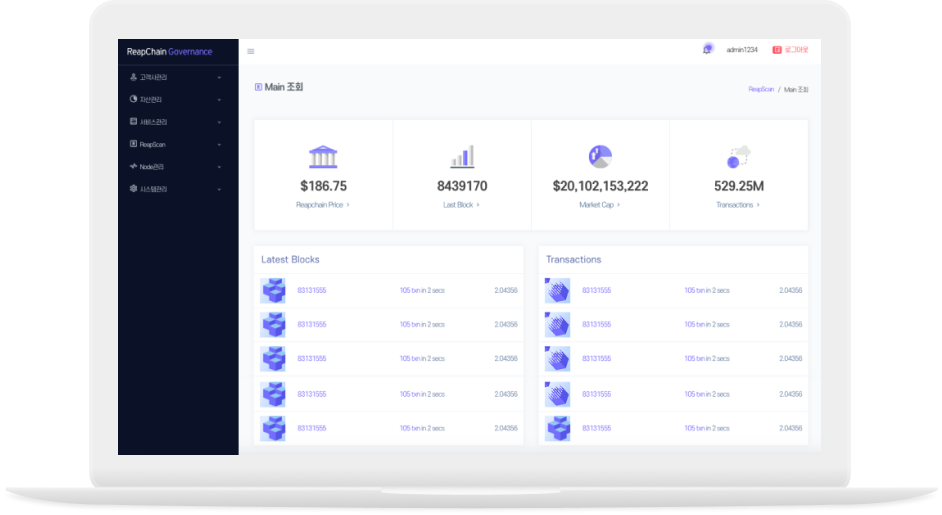 ReapChain Governance
admin1234
로그아웃
고객사관리
자산관리
서비스관리
ReapScan
Node관리
시스템관리
Main 조회
ReapScan / Main 조회
$186.75
Reapchain Price ›
8439170
Last Block ›
$20,102,153,222
Market Cap ›
529.25M
Transactions ›
Latest Blocks
83131555 105 txn in 2 secs 2.04356
83131555 105 txn in 2 secs 2.04356
83131555 105 txn in 2 secs 2.04356
83131555 105 txn in 2 secs 2.04356
83131555 105 txn in 2 secs 2.04356
Transactions
83131555 105 txn in 2 secs 2.04356
83131555 105 txn in 2 secs 2.04356
83131555 105 txn in 2 secs 2.04356
83131555 105 txn in 2 secs 2.04356
83131555 105 txn in 2 secs 2.04356